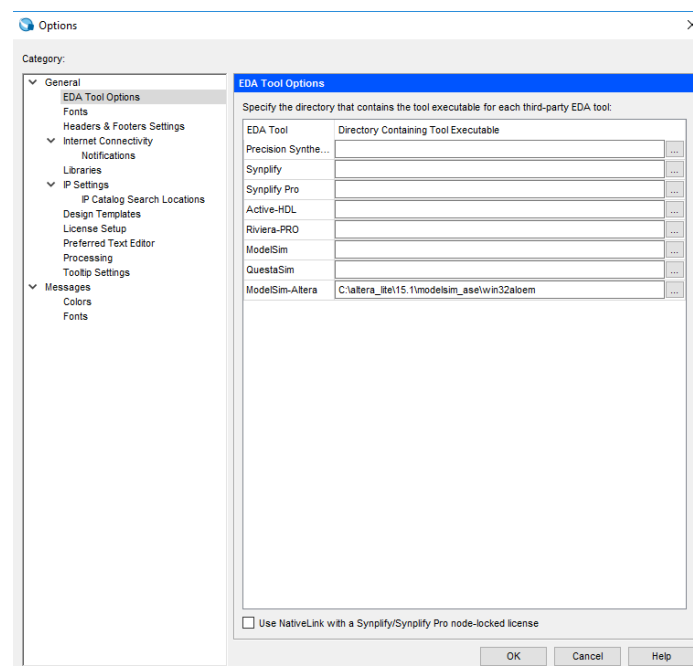 Options
Category:
General
EDA Tool Options
Fonts
Headers & Footers Settings
Internet Connectivity
Notifications
Libraries
IP Settings
IP Catalog Search Locations
Design Templates
License Setup
Preferred Text Editor
Processing
Tooltip Settings
Messages
Colors
Fonts
EDA Tool Options
Specify the directory that contains the tool executable for each third-party EDA tool:
EDA Tool Directory Containing Tool Executable
Precision Synthe... ...
Synplify ...
Synplify Pro ...
Active-HDL ...
Riviera-PRO ...
ModelSim ...
QuestaSim ...
ModelSim-Altera C:\altera_lite\15.1\modelsim_ase\win32aloem ...
Use NativeLink with a Synplify/Synplify Pro node-locked license
OK Cancel Help